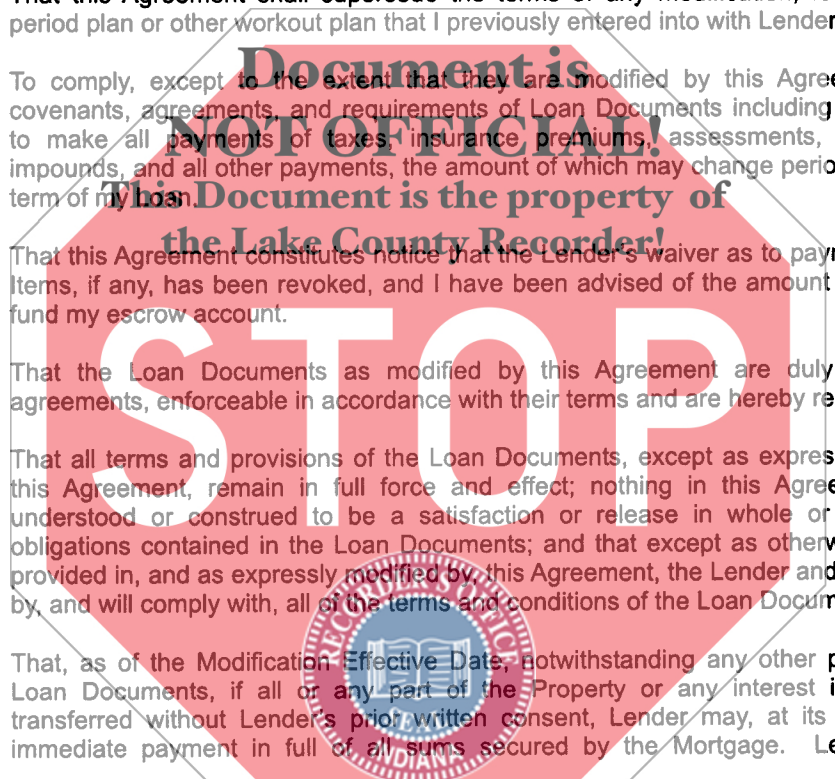 period plan or other workout plan that I previously entered into with Lender
Document is
To comply, except to the extent that they are modified by this Agree
covenants, agreements, and requirements of Loan Documents including
NOT OFFICIAL!
to make all payments of taxes, insurance premiums, assessments,
impounds, and all other payments, the amount of which may change perio
This Document is the property of
term of my Loan.
the Lake County Recorder!
That this Agreement constitutes notice that the Lender's waiver as to payr
Items, if any, has been revoked, and I have been advised of the amount
fund my escrow account.
STOP
That the Loan Documents as modified by this Agreement are duly
agreements, enforceable in accordance with their terms and are hereby re
That all terms and provisions of the Loan Documents, except as expres
this Agreement, remain in full force and effect; nothing in this Agree
understood or construed to be a satisfaction or release in whole or
obligations contained in the Loan Documents; and that except as otherw
provided in, and as expressly modified by, this Agreement, the Lender and
by, and will comply with, all of the terms and conditions of the Loan Docum
RECORDER'S OFFICE
That, as of the Modification Effective Date, notwithstanding any other p
Loan Documents, if all or any part of the Property or any interest i
transferred without Lender's prior written consent, Lender may, at its
immediate payment in full of all sums secured by the Mortgage. Le
INDIANA